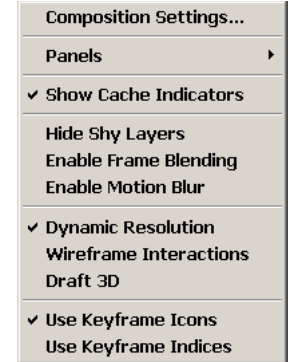 Composition Settings...
Panels
Show Cache Indicators
Hide Shy Layers
Enable Frame Blending
Enable Motion Blur
Dynamic Resolution
Wireframe Interactions
Draft 3D
Use Keyframe Icons
Use Keyframe Indices